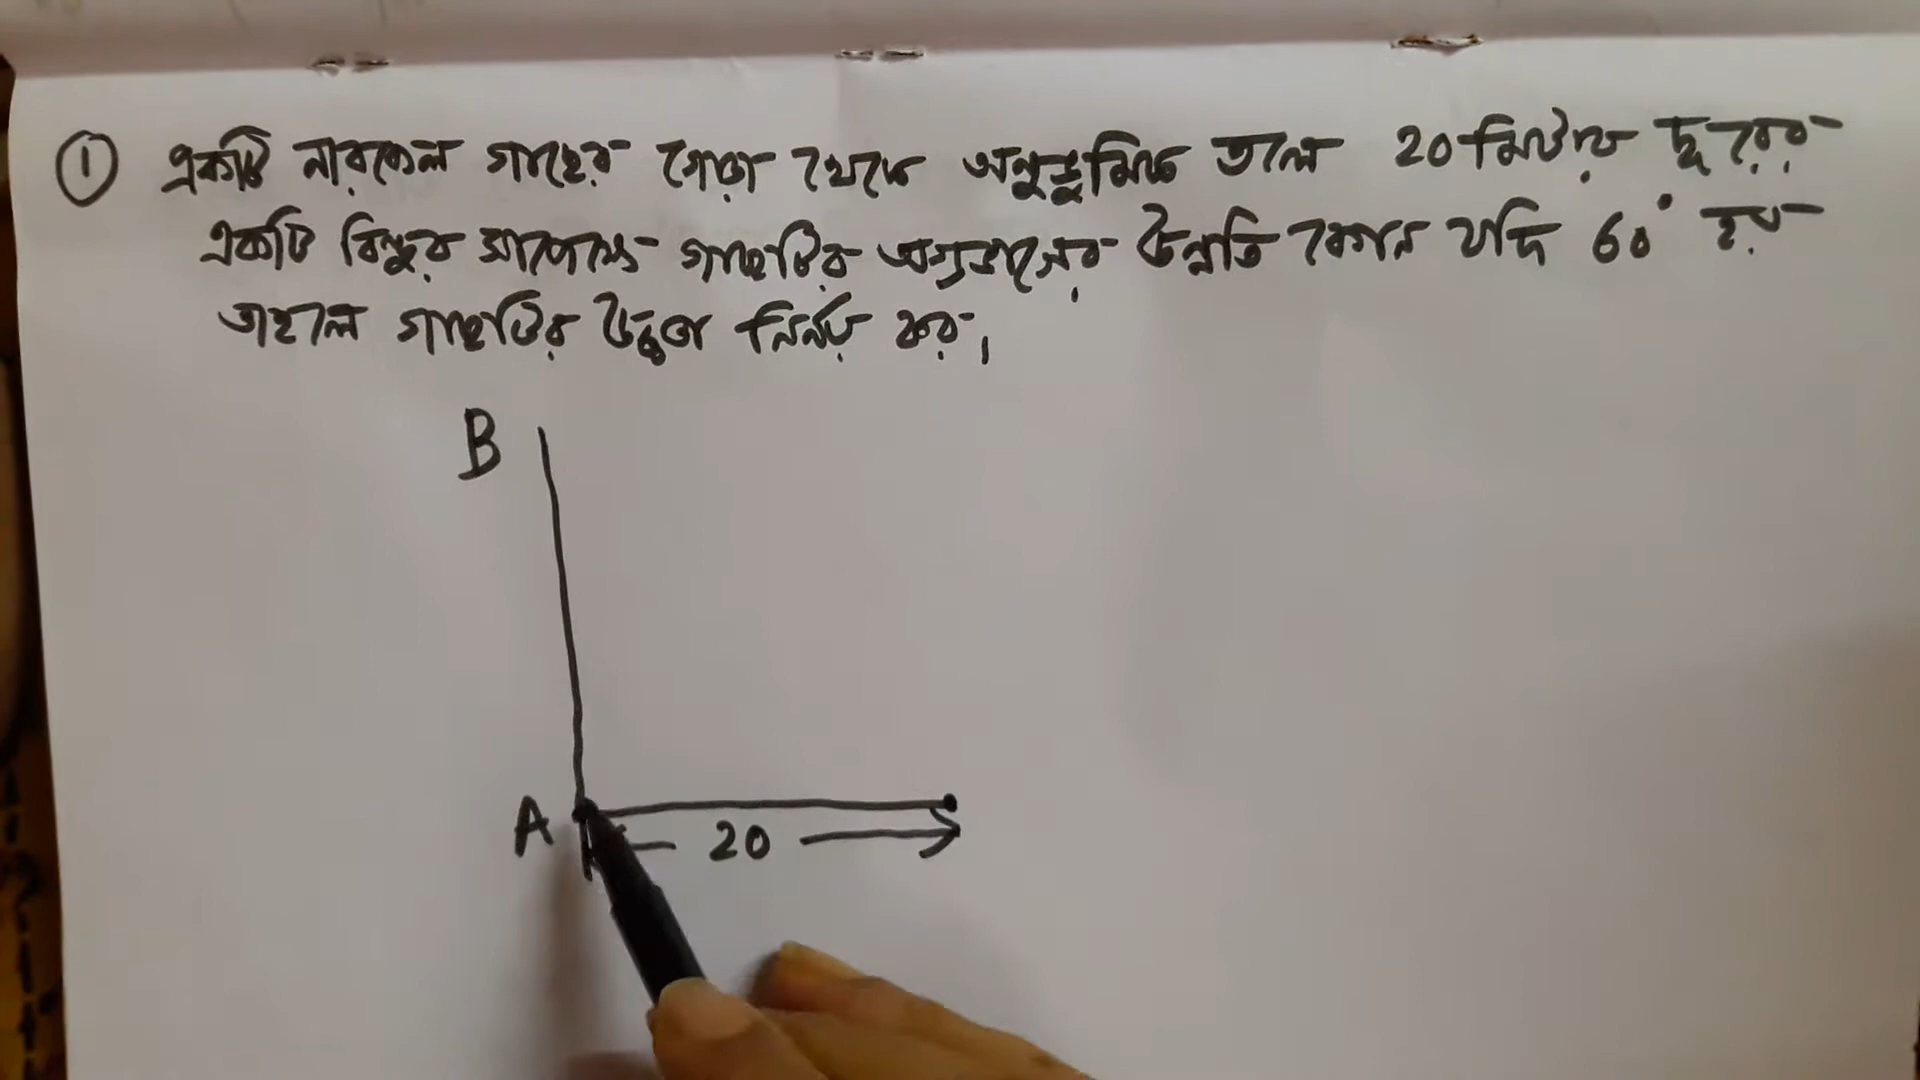 ① একটি নারকেল গাছের গোড়া থেকে অনুভূমিক তলে 20 মিটার দূরের
একটি বিন্দুর সাপেক্ষে গাছটির অগ্রভাগের উন্নতি কোন যদি 60° হয়
তাহলে গাছটির উচ্চতা নির্নয় কর।
B
A
20